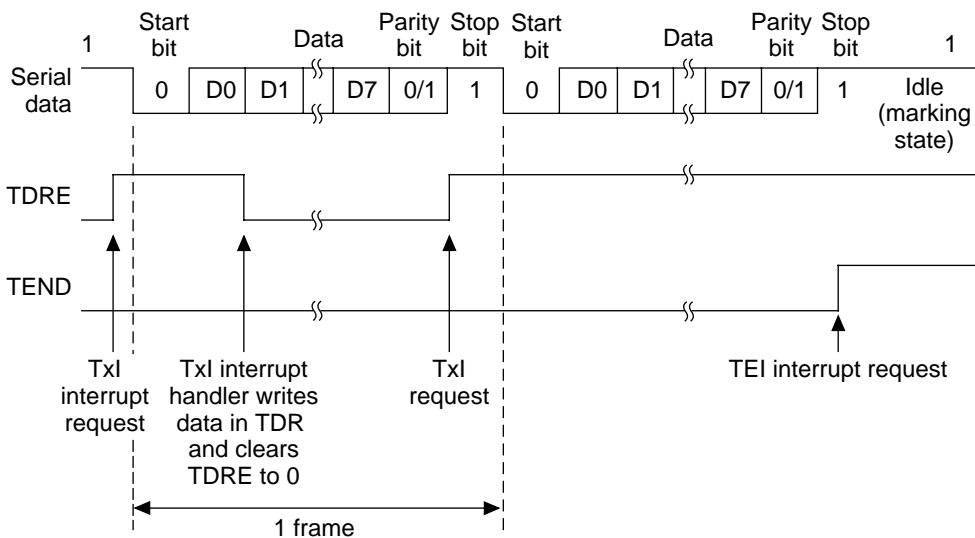 Start bit
Data
Parity bit
Stop bit
Start bit
Data
Parity bit
Stop bit
1
1
Serial data
0
D0
D1
D7
0/1
1
0
D0
D1
D7
0/1
1
Idle (marking state)
TDRE
TEND
TxI
interrupt
request
TxI interrupt
handler writes
data in TDR
and clears
TDRE to 0
TxI
request
TEI interrupt request
1 frame